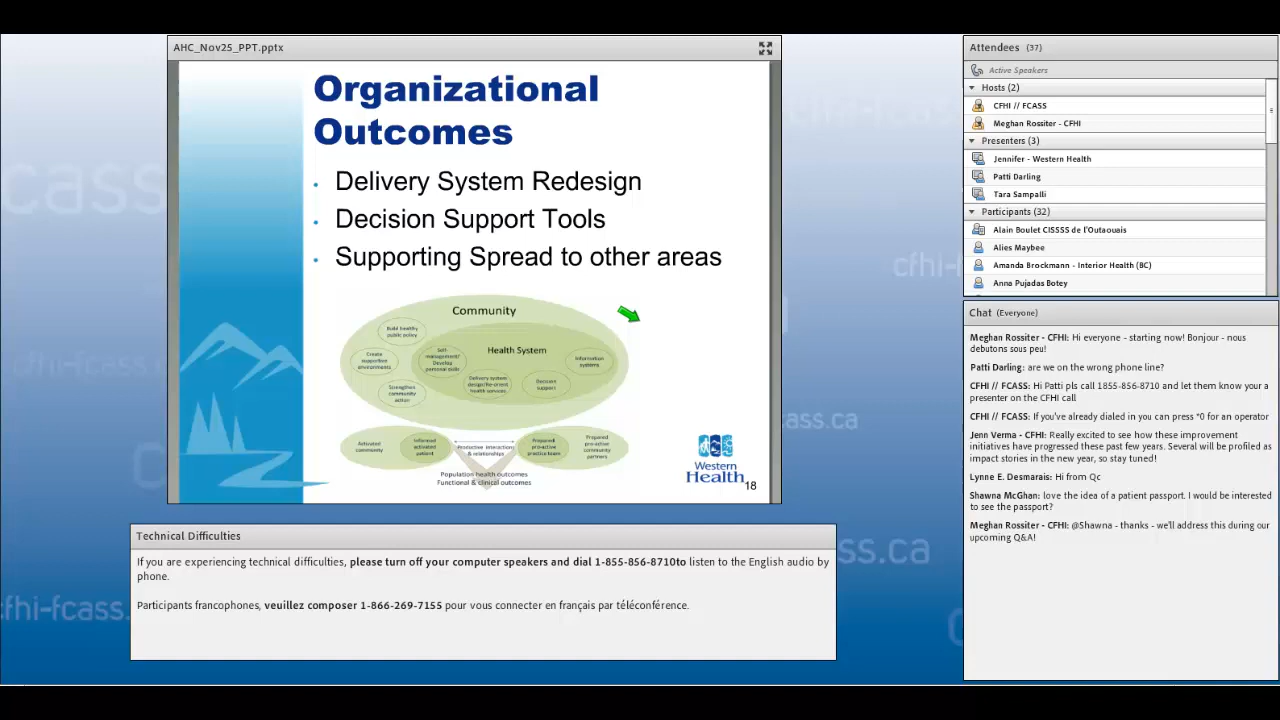 AHC_Nov25_PPT.pptx
Organizational
Outcomes
• Delivery System Redesign
• Decision Support Tools
• Supporting Spread to other areas
Community
Build healthy
public policy
Create
supportive
environments
Strengthen
community
action
Health System
Self-
management/
Develop
personal skills
Delivery system
design/Re-orient
health services
Decision
support
Information
systems
Activated
community
Informed
activated
patient
Productive interactions
& relationships
Prepared
pro-active
practice team
Prepared
pro-active
community
partners
Population health outcomes
Functional & clinical outcomes
Western
Health
18
Technical Difficulties
If you are experiencing technical difficulties, please turn off your computer speakers and dial 1-855-856-8710to listen to the English audio by
phone.
Participants francophones, veuillez composer 1-866-269-7155 pour vous connecter en français par téléconférence.
Attendees (37)
Active Speakers
Hosts (2)
CFHI // FCASS
Meghan Rossiter - CFHI
Presenters (3)
Jennifer - Western Health
Patti Darling
Tara Sampalli
Participants (32)
Alain Boulet CISSSS de l'Outaouais
Alies Maybee
Amanda Brockmann - Interior Health (BC)
Anna Pujadas Botey
Chat (Everyone)
Meghan Rossiter - CFHI: Hi everyone - starting now! Bonjour - nous
debutons sous peu!
Patti Darling: are we on the wrong phone line?
CFHI // FCASS: Hi Patti pls call 1855-856-8710 and let them know your a
presenter on the CFHI call
CFHI // FCASS: If you've already dialed in you can press *0 for an operator
Jenn Verma - CFHI: Really excited to see how these improvement
initiatives have progressed these past few years. Several will be profiled as
impact stories in the new year, so stay tuned!
Lynne E. Desmarais: Hi from Qc
Shawna McGhan: love the idea of a patient passport. I would be interested
to see the passport?
Meghan Rossiter - CFHI: @Shawna - thanks - we'll address this during our
upcoming Q&A!
cass.
cfhi-fcass
cfhi-f
cass.ca
ss.ca
cfhi-fcass.